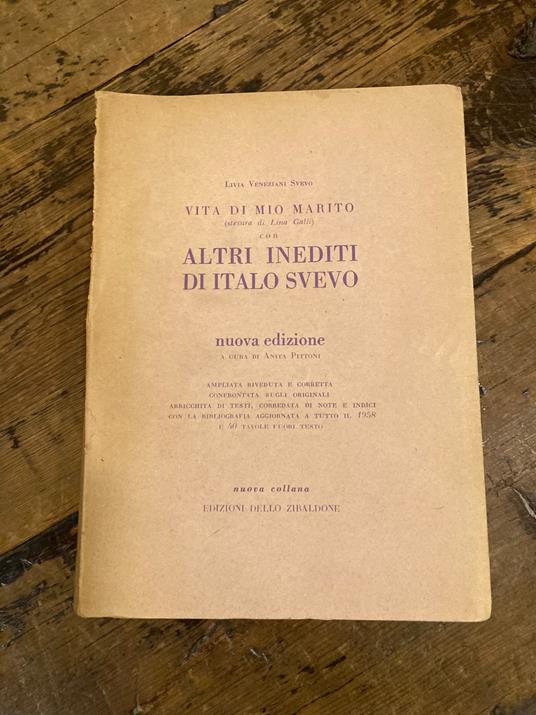 Livia Veneziani Svevo
VITA DI MIO MARITO
(stesura di Lina Galli)
con
ALTRI INEDITI
DI ITALO SVEVO
nuova edizione
A CURA DI ANITA PITTONI
AMPLIATA RIVEDUTA E CORRETTA
CONFRONTATA SUGLI ORIGINALI
ARRICCHITA DI TESTI, CORREDATA DI NOTE E INDICI
CON LA BIBLIOGRAFIA AGGIORNATA A TUTTO IL 1958
E 40 TAVOLE FUORI TESTO
nuova collana
EDIZIONI DELLO ZIBALDONE